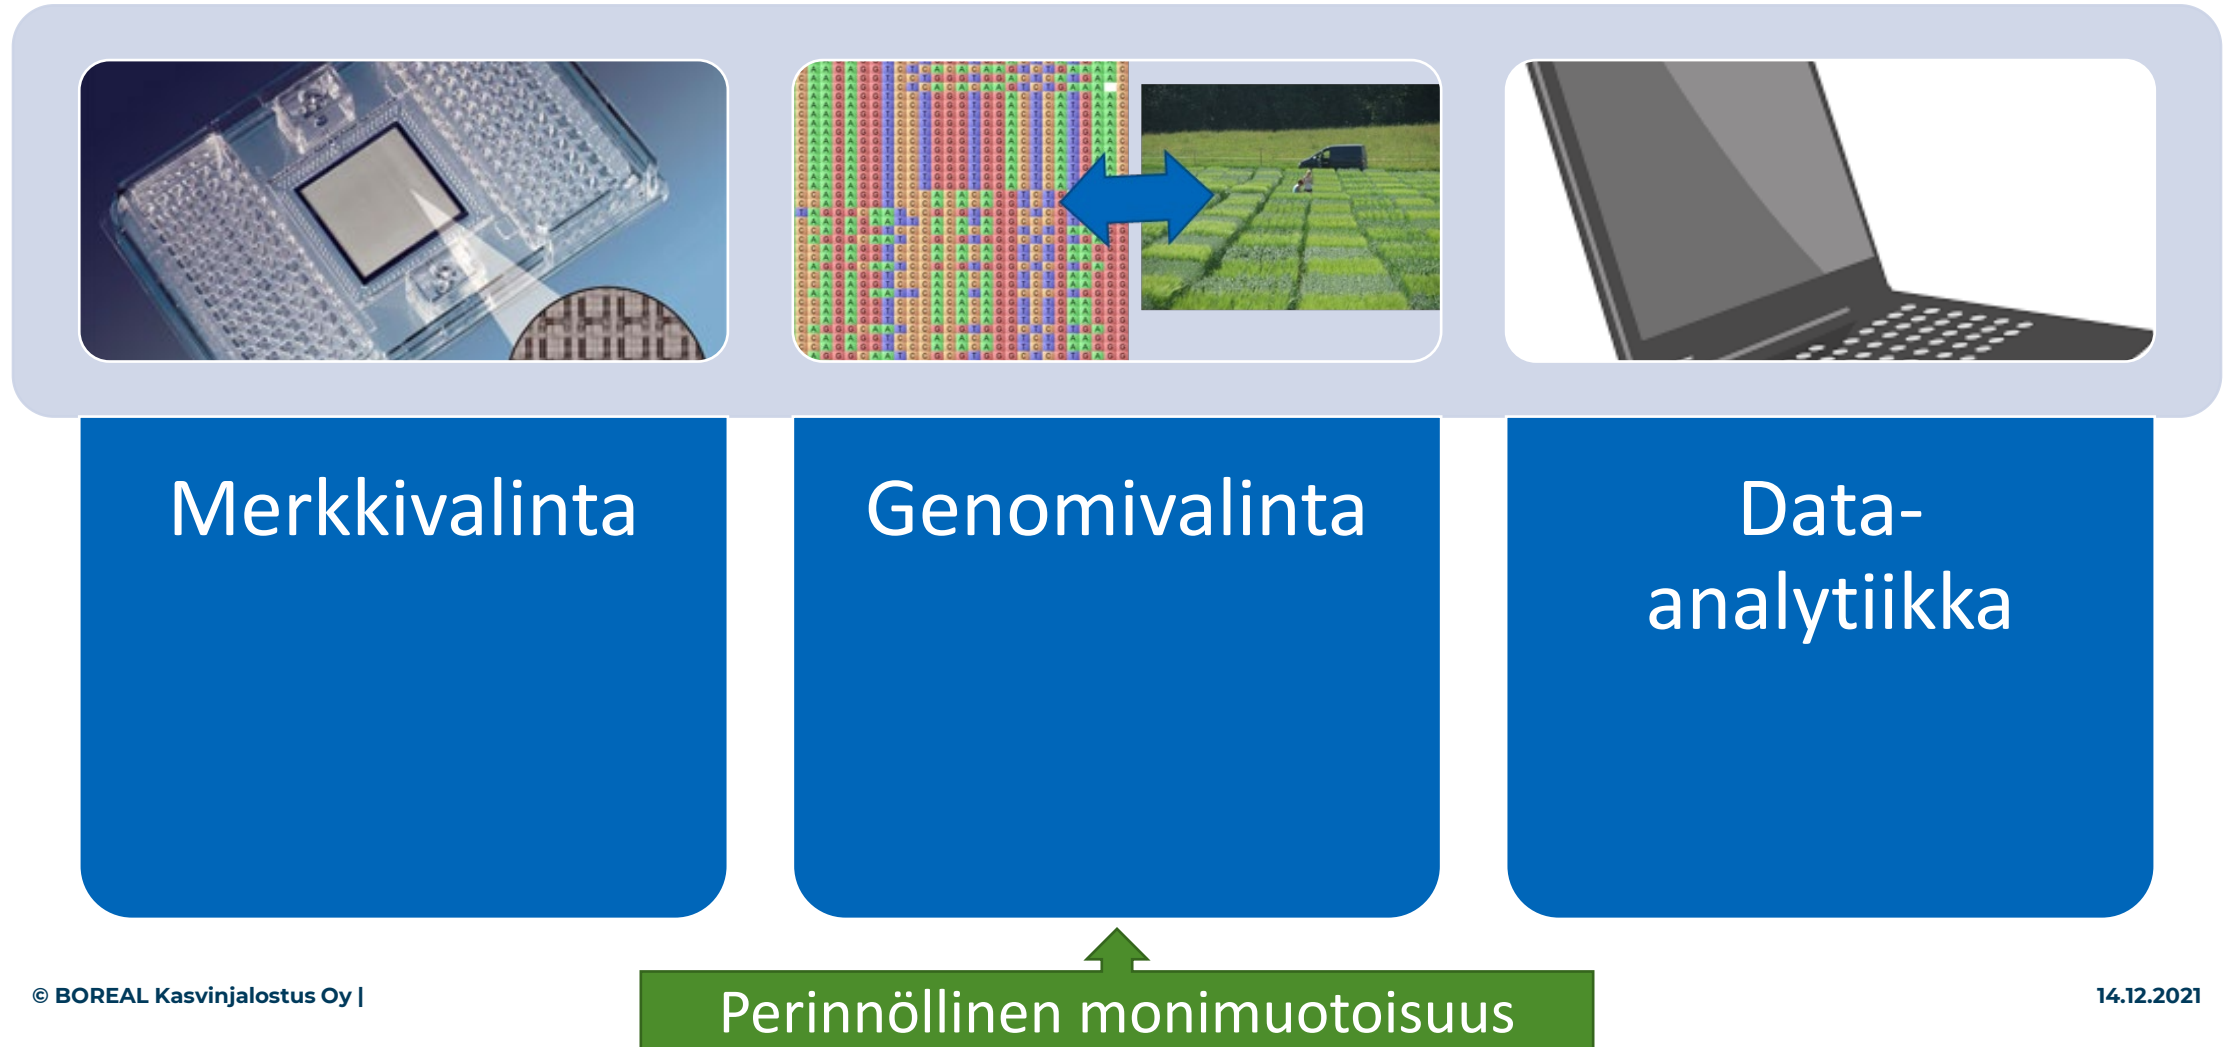 Merkkivalinta
Genomivalinta
Data-
analytiikka
Perinnöllinen monimuotoisuus
© BOREAL Kasvinjalostus Oy |
14.12.2021